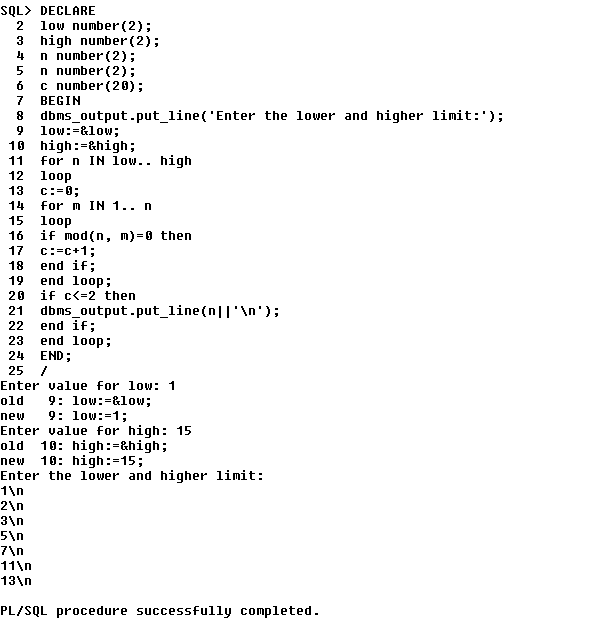 SQL> DECLARE
  2  low number(2);
  3  high number(2);
  4  n number(2);
  5  n number(2);
  6  c number(20);
  7  BEGIN
  8  dbms_output.put_line('Enter the lower and higher limit:');
  9  low:=&low;
 10  high:=&high;
 11  for n IN low.. high
 12  loop
 13  c:=0;
 14  for m IN 1.. n
 15  loop
 16  if mod(n, m)=0 then
 17  c:=c+1;
 18  end if;
 19  end loop;
 20  if c<=2 then
 21  dbms_output.put_line(n||'\n');
 22  end if;
 23  end loop;
 24  END;
 25  /
Enter value for low: 1
old   9: low:=&low;
new   9: low:=1;
Enter value for high: 15
old  10: high:=&high;
new  10: high:=15;
Enter the lower and higher limit:
1\n
2\n
3\n
5\n
7\n
11\n
13\n
PL/SQL procedure successfully completed.